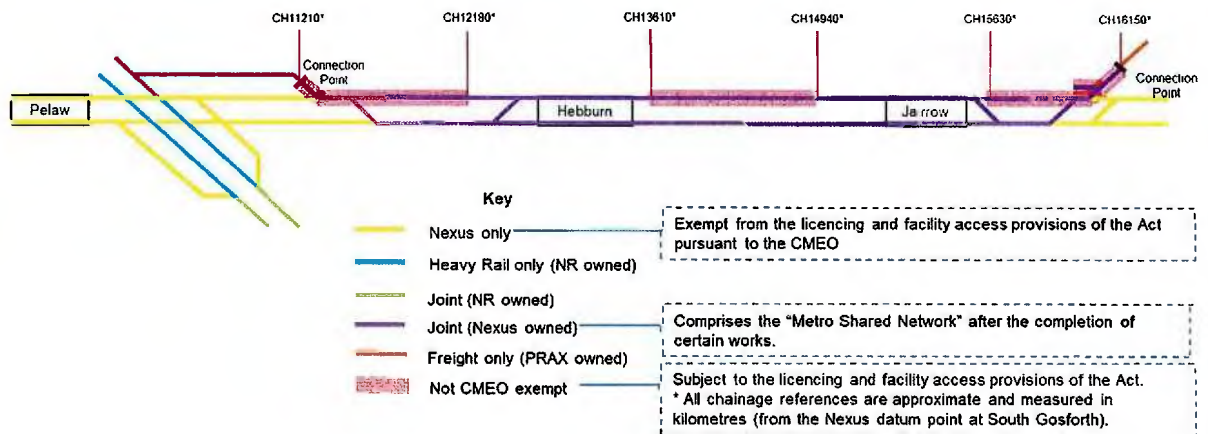 CH11210* CH12180* CH13610* CH14940* CH15630* CH16150*
Connection
Point
Connection
Point
Pelaw
Hebburn
Jarrow
Key
Nexus only
Exempt from the licencing and facility access provisions of the Act
pursuant to the CMEO
Heavy Rail only (NR owned)
Joint (NR owned)
Joint (Nexus owned)
Comprises the "Metro Shared Network" after the completion of
certain works.
Freight only (PRAX owned)
Not CMEO exempt
Subject to the licencing and facility access provisions of the Act.
* All chainage references are approximate and measured in
kilometres (from the Nexus datum point at South Gosforth).